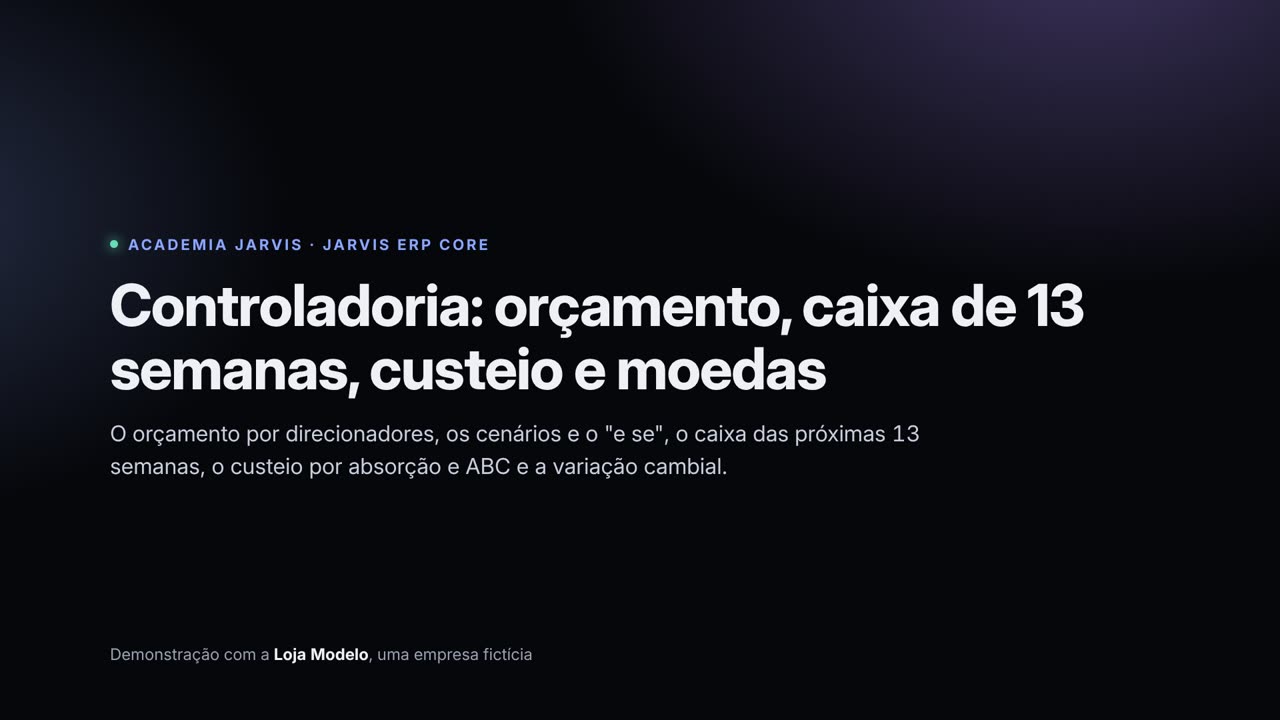 ACADEMIA JARVIS · JARVIS ERP CORE
Controladoria: orçamento, caixa de 13
semanas, custeio e moedas
O orçamento por direcionadores, os cenários e o "e se", o caixa das próximas 13
semanas, o custeio por absorção e ABC e a variação cambial.
Demonstração com a Loja Modelo, uma empresa fictícia